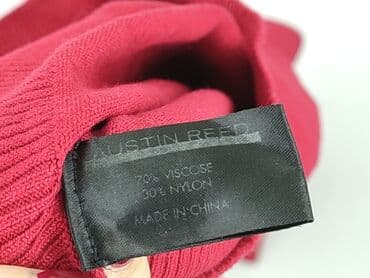 AUSTIN REED
70% VISCOSE
30% NYLON
MADE IN CHINA